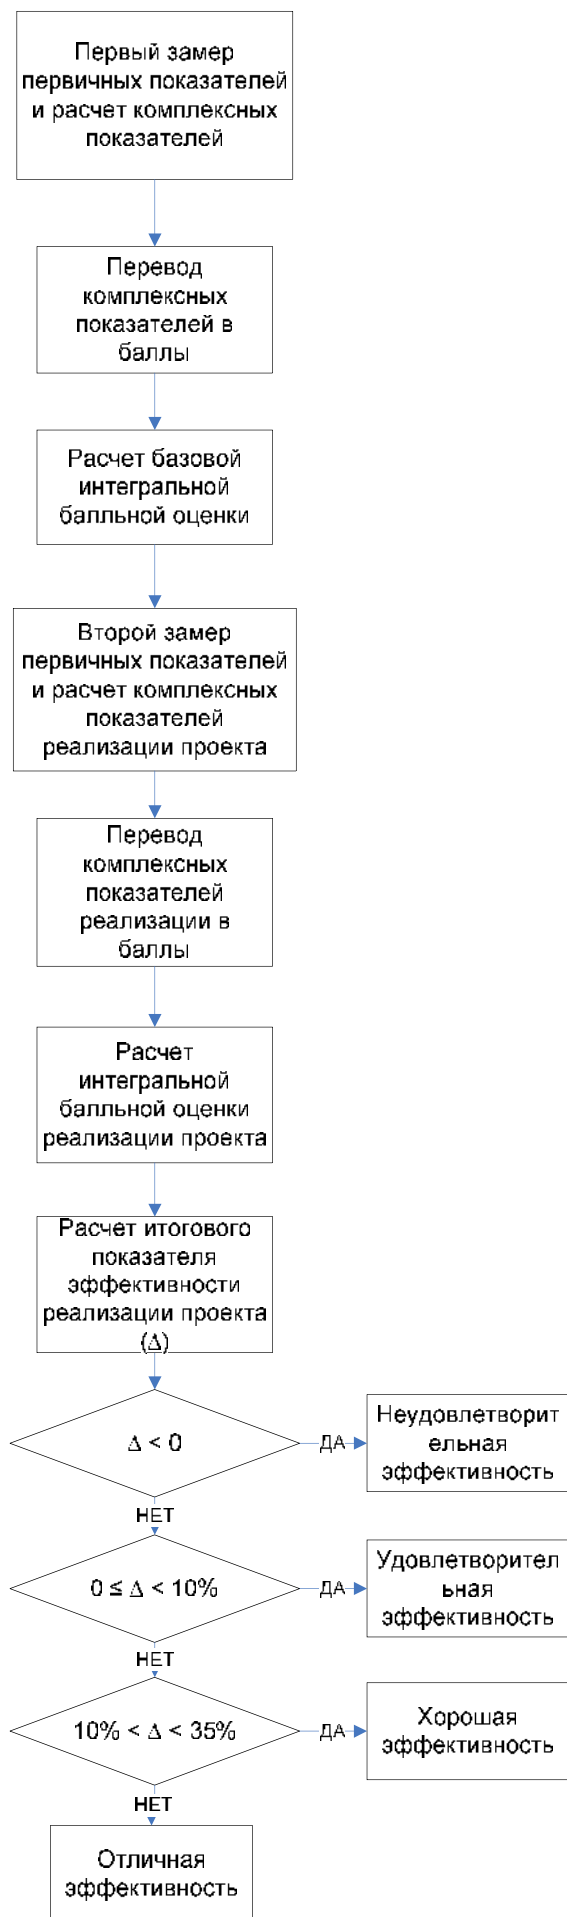 Первый замер
первичных показателей
и расчет комплексных
показателей
Перевод
комплексных
показателей в
баллы
Расчет базовой
интегральной
балльной оценки
Второй замер
первичных показателей
и расчет комплексных
показателей
реализации проекта
Перевод
комплексных
показателей
реализации в
баллы
Расчет
интегральной
балльной оценки
реализации проекта
Расчет итогового
показателя
эффективности
реализации проекта
(Δ)
Δ < 0
ДА
Неудовлетворит
ельная
эффективность
НЕТ
0 ≤ Δ < 10%
ДА
Удовлетворител
ьная
эффективность
НЕТ
10% < Δ < 35%
ДА
Хорошая
эффективность
НЕТ
Отличная
эффективность